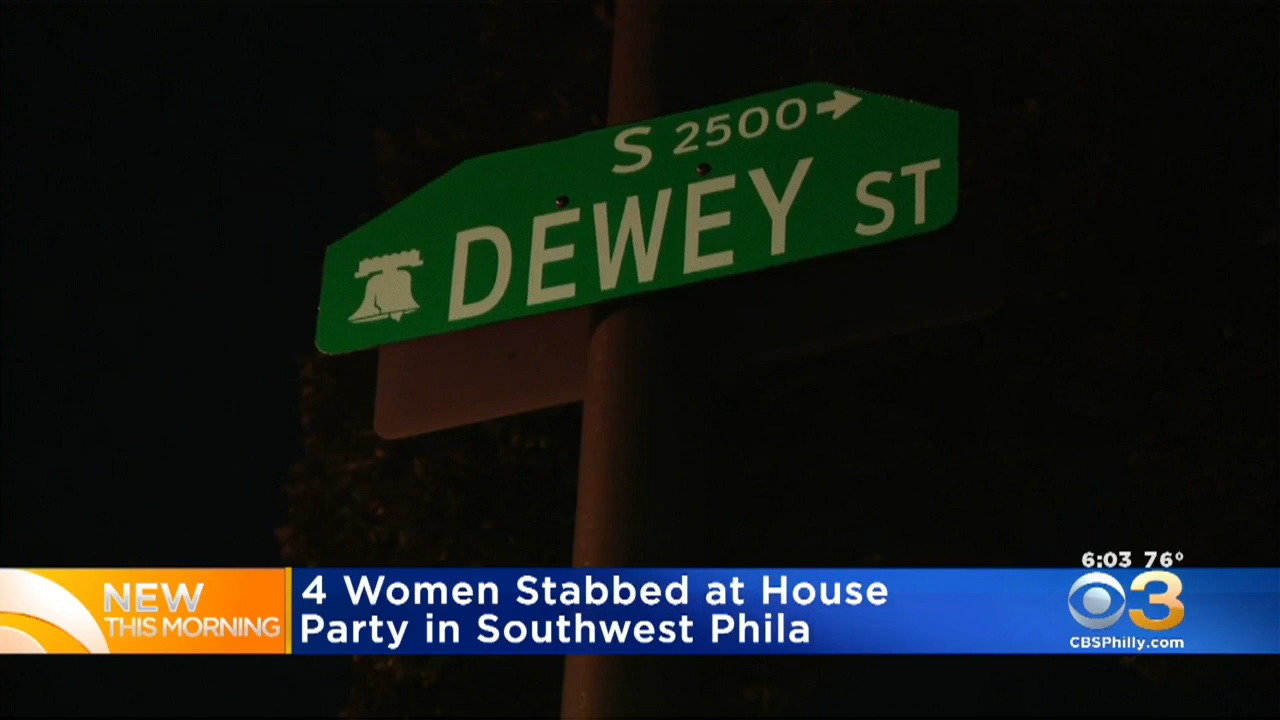 S 2500 →
DEWEY ST
6:03 76°
NEW
THIS MORNING
4 Women Stabbed at House
Party in Southwest Phila
3
CBSPhilly.com